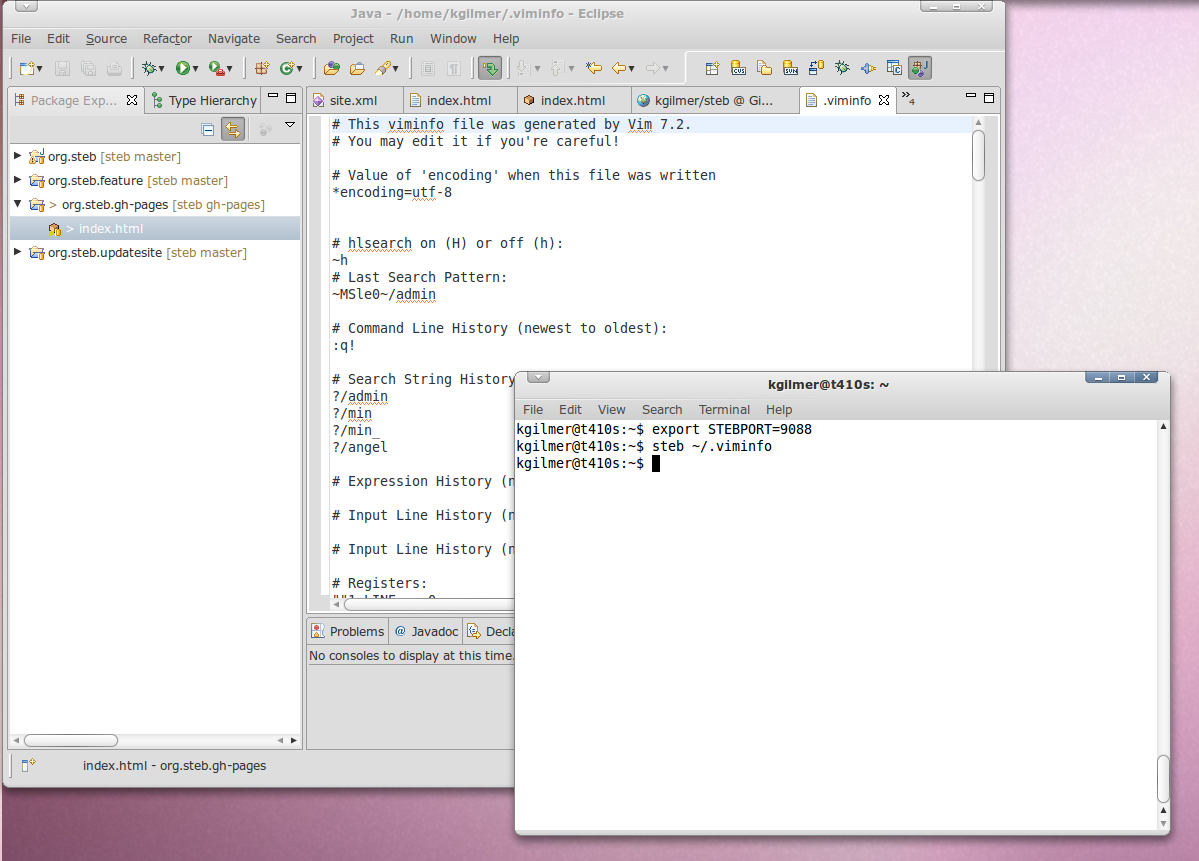 Java - /home/kgilmer/.viminfo - Eclipse
File Edit Source Refactor Navigate Search Project Run Window Help
Package Exp... Type Hierarchy
site.xml index.html index.html kgilmer/steb @ Gi... .viminfo »4
org.steb [steb master]
org.steb.feature [steb master]
> org.steb.gh-pages [steb gh-pages]
> index.html
org.steb.updatesite [steb master]
# This viminfo file was generated by Vim 7.2.
# You may edit it if you're careful!
# Value of 'encoding' when this file was written
*encoding=utf-8
# hlsearch on (H) or off (h):
~h
# Last Search Pattern:
~MSle0~/admin
# Command Line History (newest to oldest):
:q!
# Search String History
?/admin
?/min
?/min_
?/angel
# Expression History (n
# Input Line History (n
# Input Line History (n
# Registers:
Problems @ Javadoc Decla
No consoles to display at this time.
index.html - org.steb.gh-pages
kgilmer@t410s: ~
File Edit View Search Terminal Help
kgilmer@t410s:~$ export STEBPORT=9088
kgilmer@t410s:~$ steb ~/.viminfo
kgilmer@t410s:~$